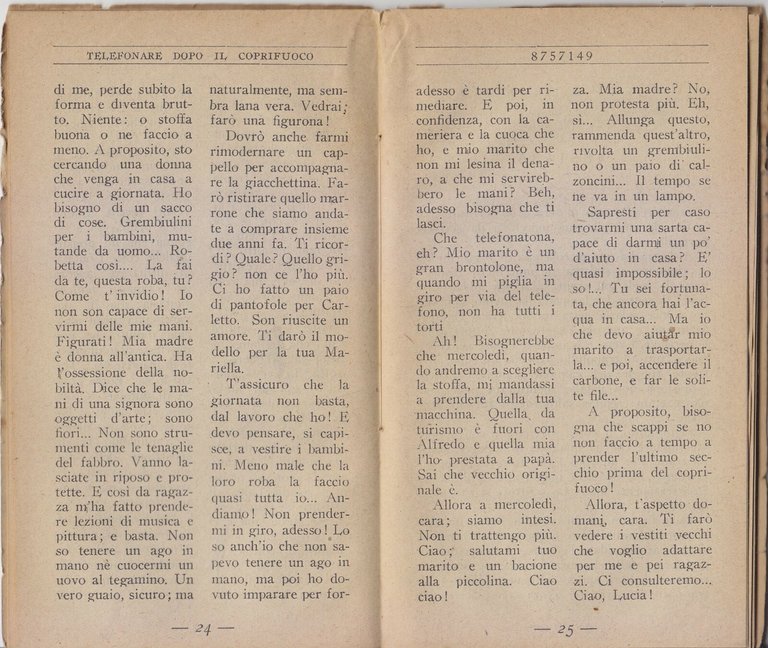 TELEFONARE DOPO IL COPRIFUOCO
di me, perde subito la
forma e diventa brut-
to. Niente: o stoffa
buona o ne faccio a
meno. A proposito, sto
cercando una donna
che venga in casa a
cucire a giornata. Ho
bisogno di un sacco
di cose. Grembiulini
per i bambini, mu-
tande da uomo... Ro-
betta così.... La fai
da te, questa roba, tu?
Come t'invidio! Io
non son capace di ser-
virmi delle mie mani.
Figurati! Mia madre
è donna all'antica. Ha
l'ossessione della no-
biltà. Dice che le ma-
ni di una signora sono
oggetti d'arte; sono
fiori... Non sono stru-
menti come le tenaglie
del fabbro. Vanno la-
sciate in riposo e pro-
tette. E così da ragaz-
za m'ha fatto prende-
re lezioni di musica e
pittura; e basta. Non
so tenere un ago in
mano nè cuocermi un
uovo al tegamino. Un
vero guaio, sicuro; ma
naturalmente, ma sem-
bra lana vera. Vedrai;
farò una figurona!
Dovrò anche farmi
rimodernare un cap-
pello per accompagna-
re la giacchettina. Fa-
rò ristirare quello mar-
rone che siamo anda-
te a comprare insieme
due anni fa. Ti ricor-
di? Quale? Quello gri-
gio? non ce l'ho più.
Ci ho fatto un paio
di pantofole per Car-
letto. Son riuscite un
amore. Ti darò il mo-
dello per la tua Ma-
riella.
T'assicuro che la
giornata non basta,
dal lavoro che ho! E
devo pensare, si capi-
sce, a vestire i bambi-
ni. Meno male che la
loro roba la faccio
quasi tutta io... An-
diamo! Non prender-
mi in giro, adesso! Lo
so anch'io che non sa-
pevo tenere un ago in
mano, ma poi ho do-
vuto imparare per for-
— 24 —
8757149
adesso è tardi per ri-
mediare. E poi, in
confidenza, con la ca-
meriera e la cuoca che
ho, e mio marito che
non mi lesina il dena-
ro, a che mi servireb-
bero le mani? Beh,
adesso bisogna che ti
lasci.
Che telefonatona,
eh? Mio marito è un
gran brontolone, ma
quando mi piglia in
giro per via del tele-
fono, non ha tutti i
torti
Ah! Bisognerebbe
che mercoledì, quan-
do andremo a scegliere
la stoffa, mi mandassi
a prendere dalla tua
macchina. Quella da
turismo è fuori con
Alfredo e quella mia
l'ho prestata a papà.
Sai che vecchio origi-
nale è.
Allora a mercoledì,
cara; siamo intesi.
Non ti trattengo più.
Ciao; salutami tuo
marito e un bacione
alla piccolina. Ciao
ciao!
za. Mia madre? No,
non protesta più. Eh,
sì... Allunga questo,
rammenda quest'altro,
rivolta un grembiuli-
no o un paio di cal-
zoncini... Il tempo se
ne va in un lampo.
Sapresti per caso
trovarmi una sarta ca-
pace di darmi un po'
d'aiuto in casa? E'
quasi impossibile; lo
so!... Tu sei fortuna-
ta, che ancora hai l'ac-
qua in casa... Ma io
che devo aiutar mio
marito a trasportar-
la... e poi, accendere il
carbone, e far le soli-
te file...
A proposito, biso-
gna che scappi se no
non faccio a tempo a
prender l'ultimo sec-
chio prima del copri-
fuoco!
Allora, t'aspetto do-
mani, cara. Ti farò
vedere i vestiti vecchi
che voglio adattare
per me e pei ragaz-
zi. Ci consulteremo...
Ciao, Lucia!
— 25 —